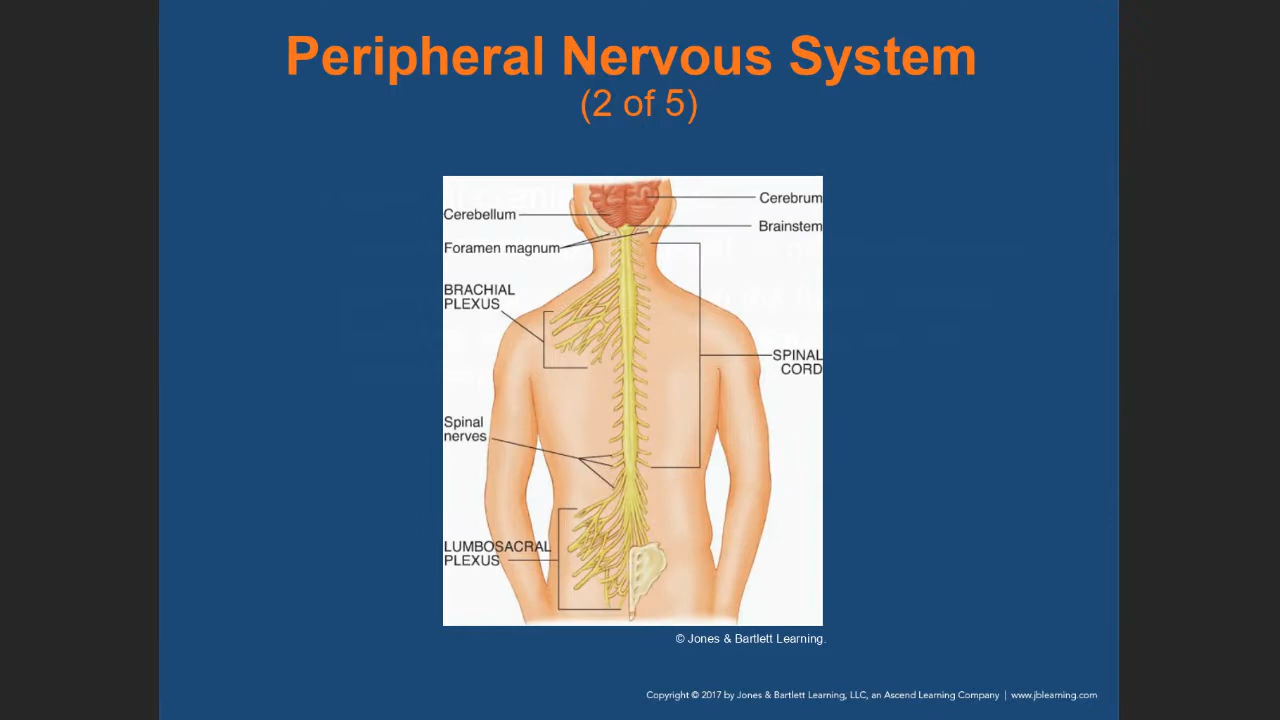 Peripheral Nervous System
(2 of 5)
Cerebrum
Cerebellum
Brainstem
Foramen magnum
BRACHIAL
PLEXUS
SPINAL
CORD
Spinal
nerves
LUMBOSACRAL
PLEXUS
© Jones & Bartlett Learning.
Copyright © 2017 by Jones & Bartlett Learning, LLC, an Ascend Learning Company | www.jblearning.com